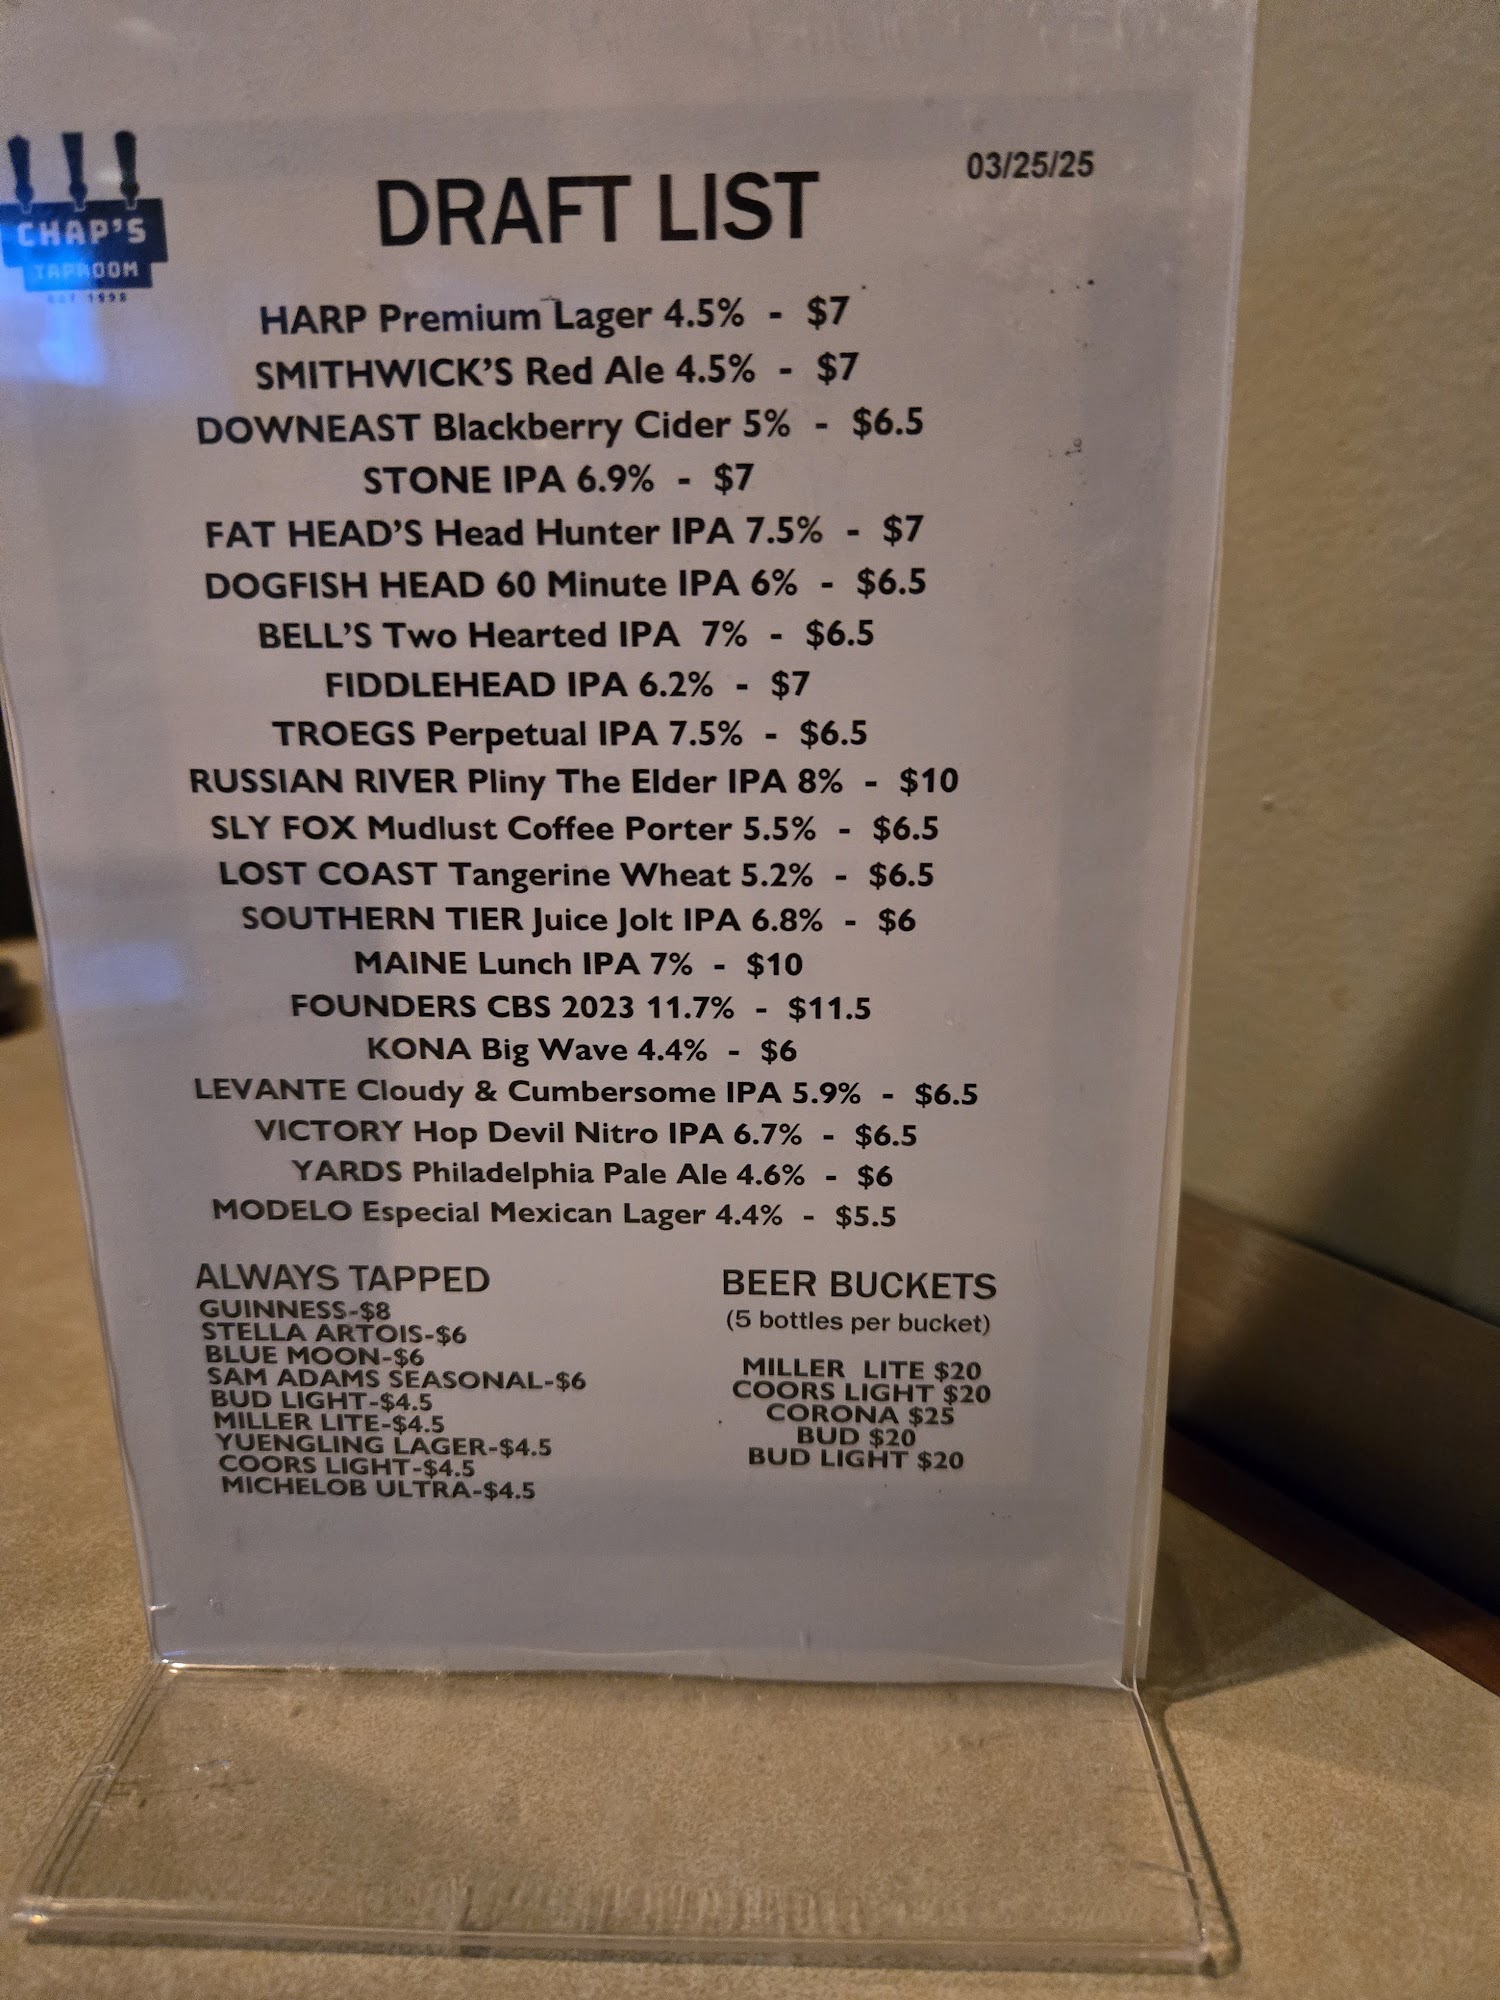 CHAP'S
TAPROOM
EST 1998
03/25/25
DRAFT LIST
HARP Premium Lager 4.5% - $7
SMITHWICK'S Red Ale 4.5% - $7
DOWNEAST Blackberry Cider 5% - $6.5
STONE IPA 6.9% - $7
FAT HEAD'S Head Hunter IPA 7.5% - $7
DOGFISH HEAD 60 Minute IPA 6% - $6.5
BELL'S Two Hearted IPA 7% - $6.5
FIDDLEHEAD IPA 6.2% - $7
TROEGS Perpetual IPA 7.5% - $6.5
RUSSIAN RIVER Pliny The Elder IPA 8% - $10
SLY FOX Mudlust Coffee Porter 5.5% - $6.5
LOST COAST Tangerine Wheat 5.2% - $6.5
SOUTHERN TIER Juice Jolt IPA 6.8% - $6
MAINE Lunch IPA 7% - $10
FOUNDERS CBS 2023 11.7% - $11.5
KONA Big Wave 4.4% - $6
LEVANTE Cloudy & Cumbersome IPA 5.9% - $6.5
VICTORY Hop Devil Nitro IPA 6.7% - $6.5
YARDS Philadelphia Pale Ale 4.6% - $6
MODELO Especial Mexican Lager 4.4% - $5.5
ALWAYS TAPPED
GUINNESS-$8
STELLA ARTOIS-$6
BLUE MOON-$6
SAM ADAMS SEASONAL-$6
BUD LIGHT-$4.5
MILLER LITE-$4.5
YUENGLING LAGER-$4.5
COORS LIGHT-$4.5
MICHELOB ULTRA-$4.5
BEER BUCKETS
(5 bottles per bucket)
MILLER LITE $20
COORS LIGHT $20
CORONA $25
BUD $20
BUD LIGHT $20